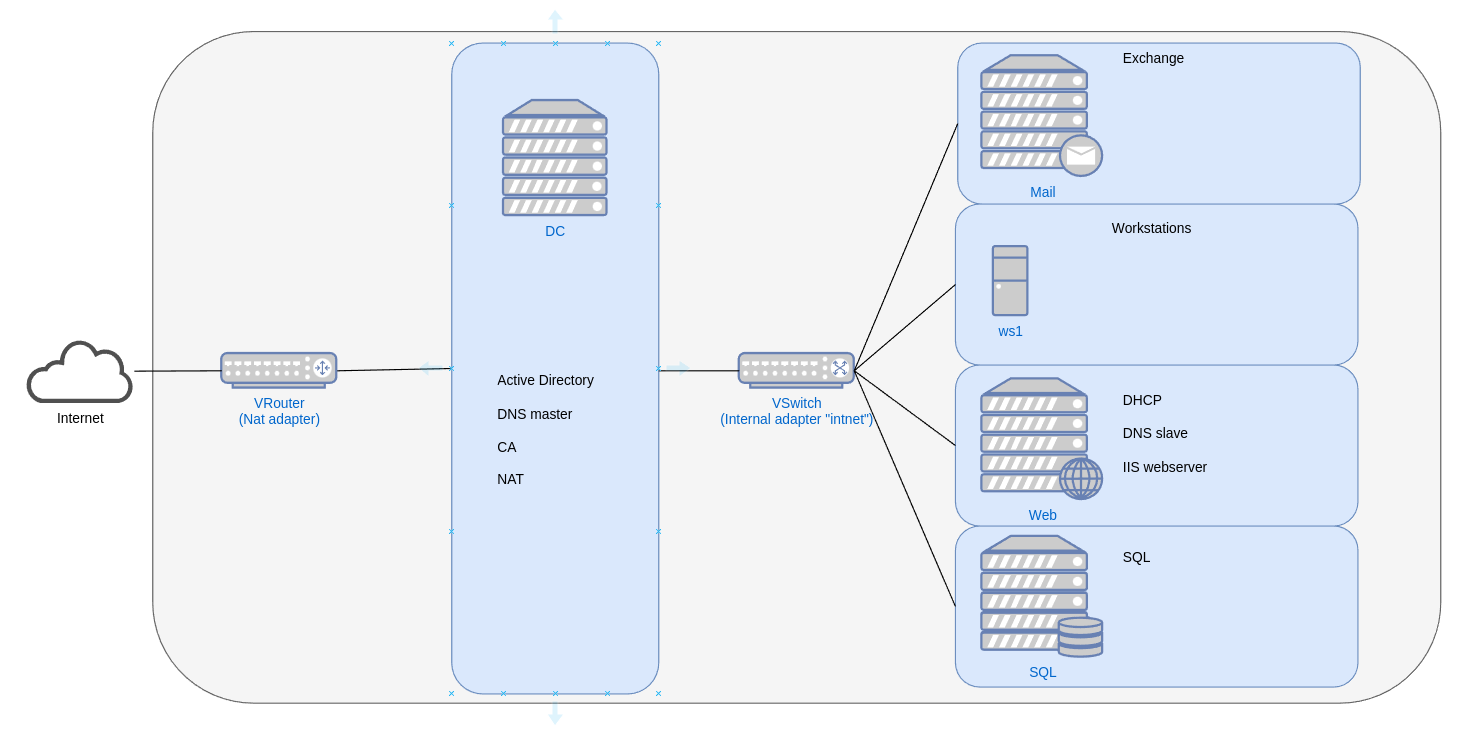 Internet
VRouter
(Nat adapter)
DC
Active Directory
DNS master
CA
NAT
VSwitch
(Internal adapter "intnet")
Exchange
Mail
Workstations
ws1
DHCP
DNS slave
IIS webserver
Web
SQL
SQL